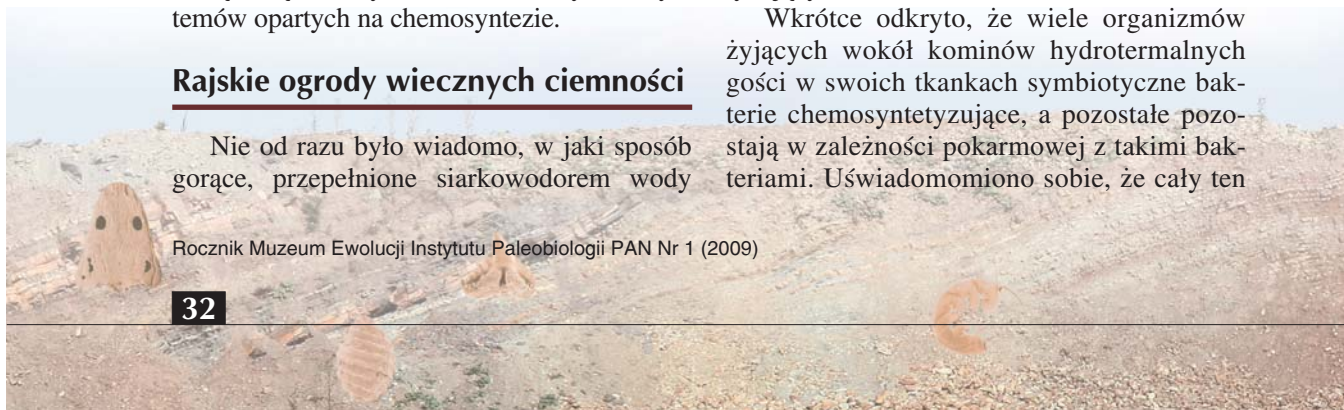 temów opartych na chemosyntezie.
Rajskie ogrody wiecznych ciemności
Nie od razu było wiadomo, w jaki sposób
gorące, przepełnione siarkowodorem wody
Wkrótce odkryto, że wiele organizmów
żyjących wokół kominów hydrotermalnych
gości w swoich tkankach symbiotyczne bak-
terie chemosyntetyzujące, a pozostałe pozo-
stają w zależności pokarmowej z takimi bak-
teriami. Uświadomomiono sobie, że cały ten
Rocznik Muzeum Ewolucji Instytutu Paleobiologii PAN Nr 1 (2009)
32